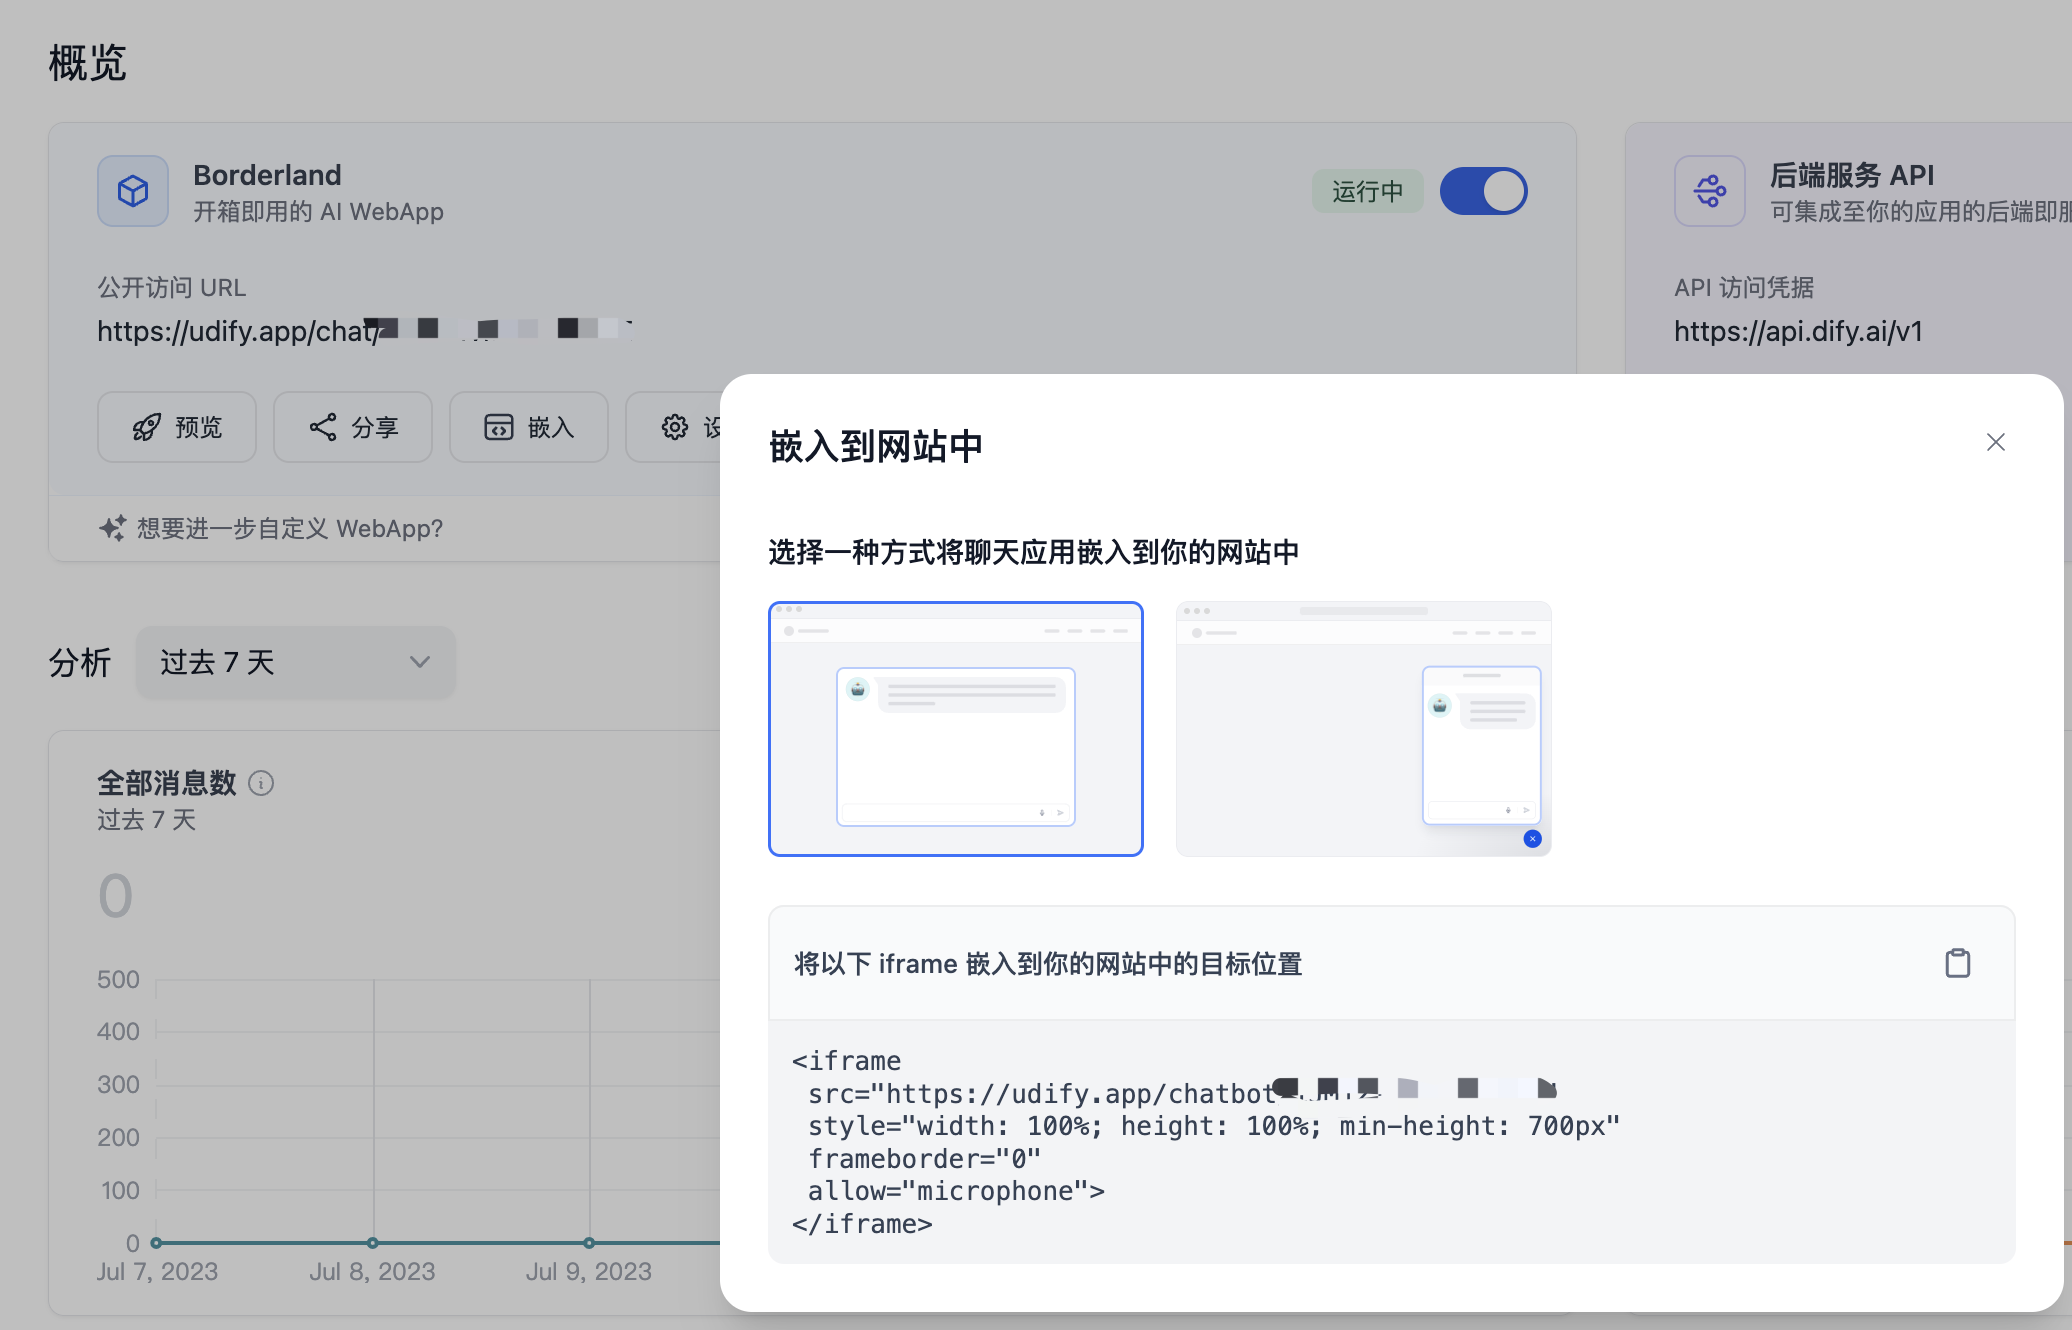 概览
Borderland
开箱即用的 AI WebApp
运行中
公开访问 URL
https://udify.app/chat/
预览
分享
嵌入
设
想要进一步自定义 WebApp?
后端服务 API
可集成至你的应用的后端即服
API 访问凭据
https://api.dify.ai/v1
分析
过去 7 天
全部消息数
过去 7 天
0
500
400
300
200
100
0
Jul 7, 2023
Jul 8, 2023
Jul 9, 2023
嵌入到网站中
选择一种方式将聊天应用嵌入到你的网站中
将以下 iframe 嵌入到你的网站中的目标位置
<iframe
src="https://udify.app/chatbot
style="width: 100%; height: 100%; min-height: 700px"
frameborder="0"
allow="microphone">
</iframe>